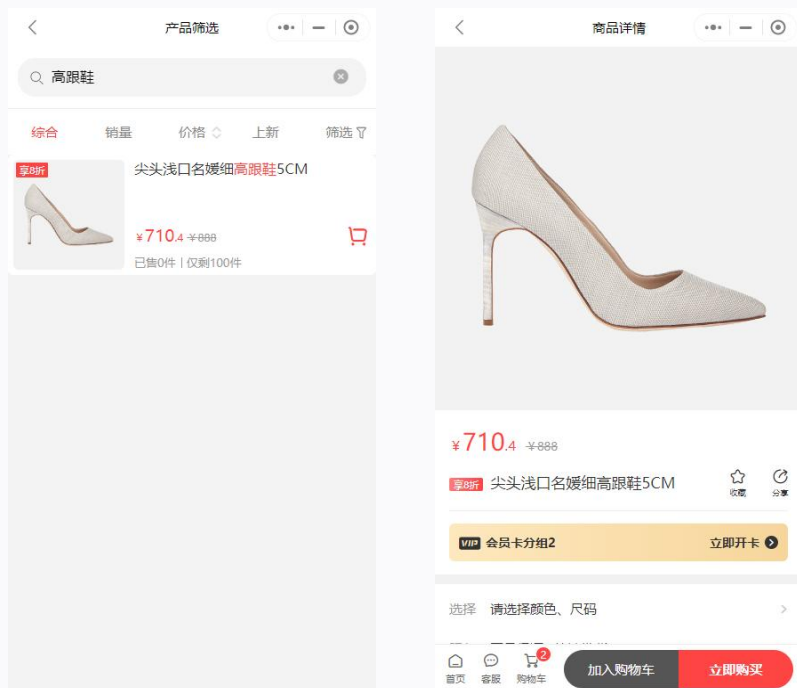 产品筛选
高跟鞋
综合 销量 价格 上新 筛选
享8折
尖头浅口名媛细高跟鞋5CM
¥710.4 ¥888
已售0件 | 仅剩100件
商品详情
¥710.4 ¥888
享8折 尖头浅口名媛细高跟鞋5CM
收藏 分享
VIP 会员卡分组2 立即开卡
选择 请选择颜色、尺码
2
首页 客服 购物车 加入购物车 立即购买